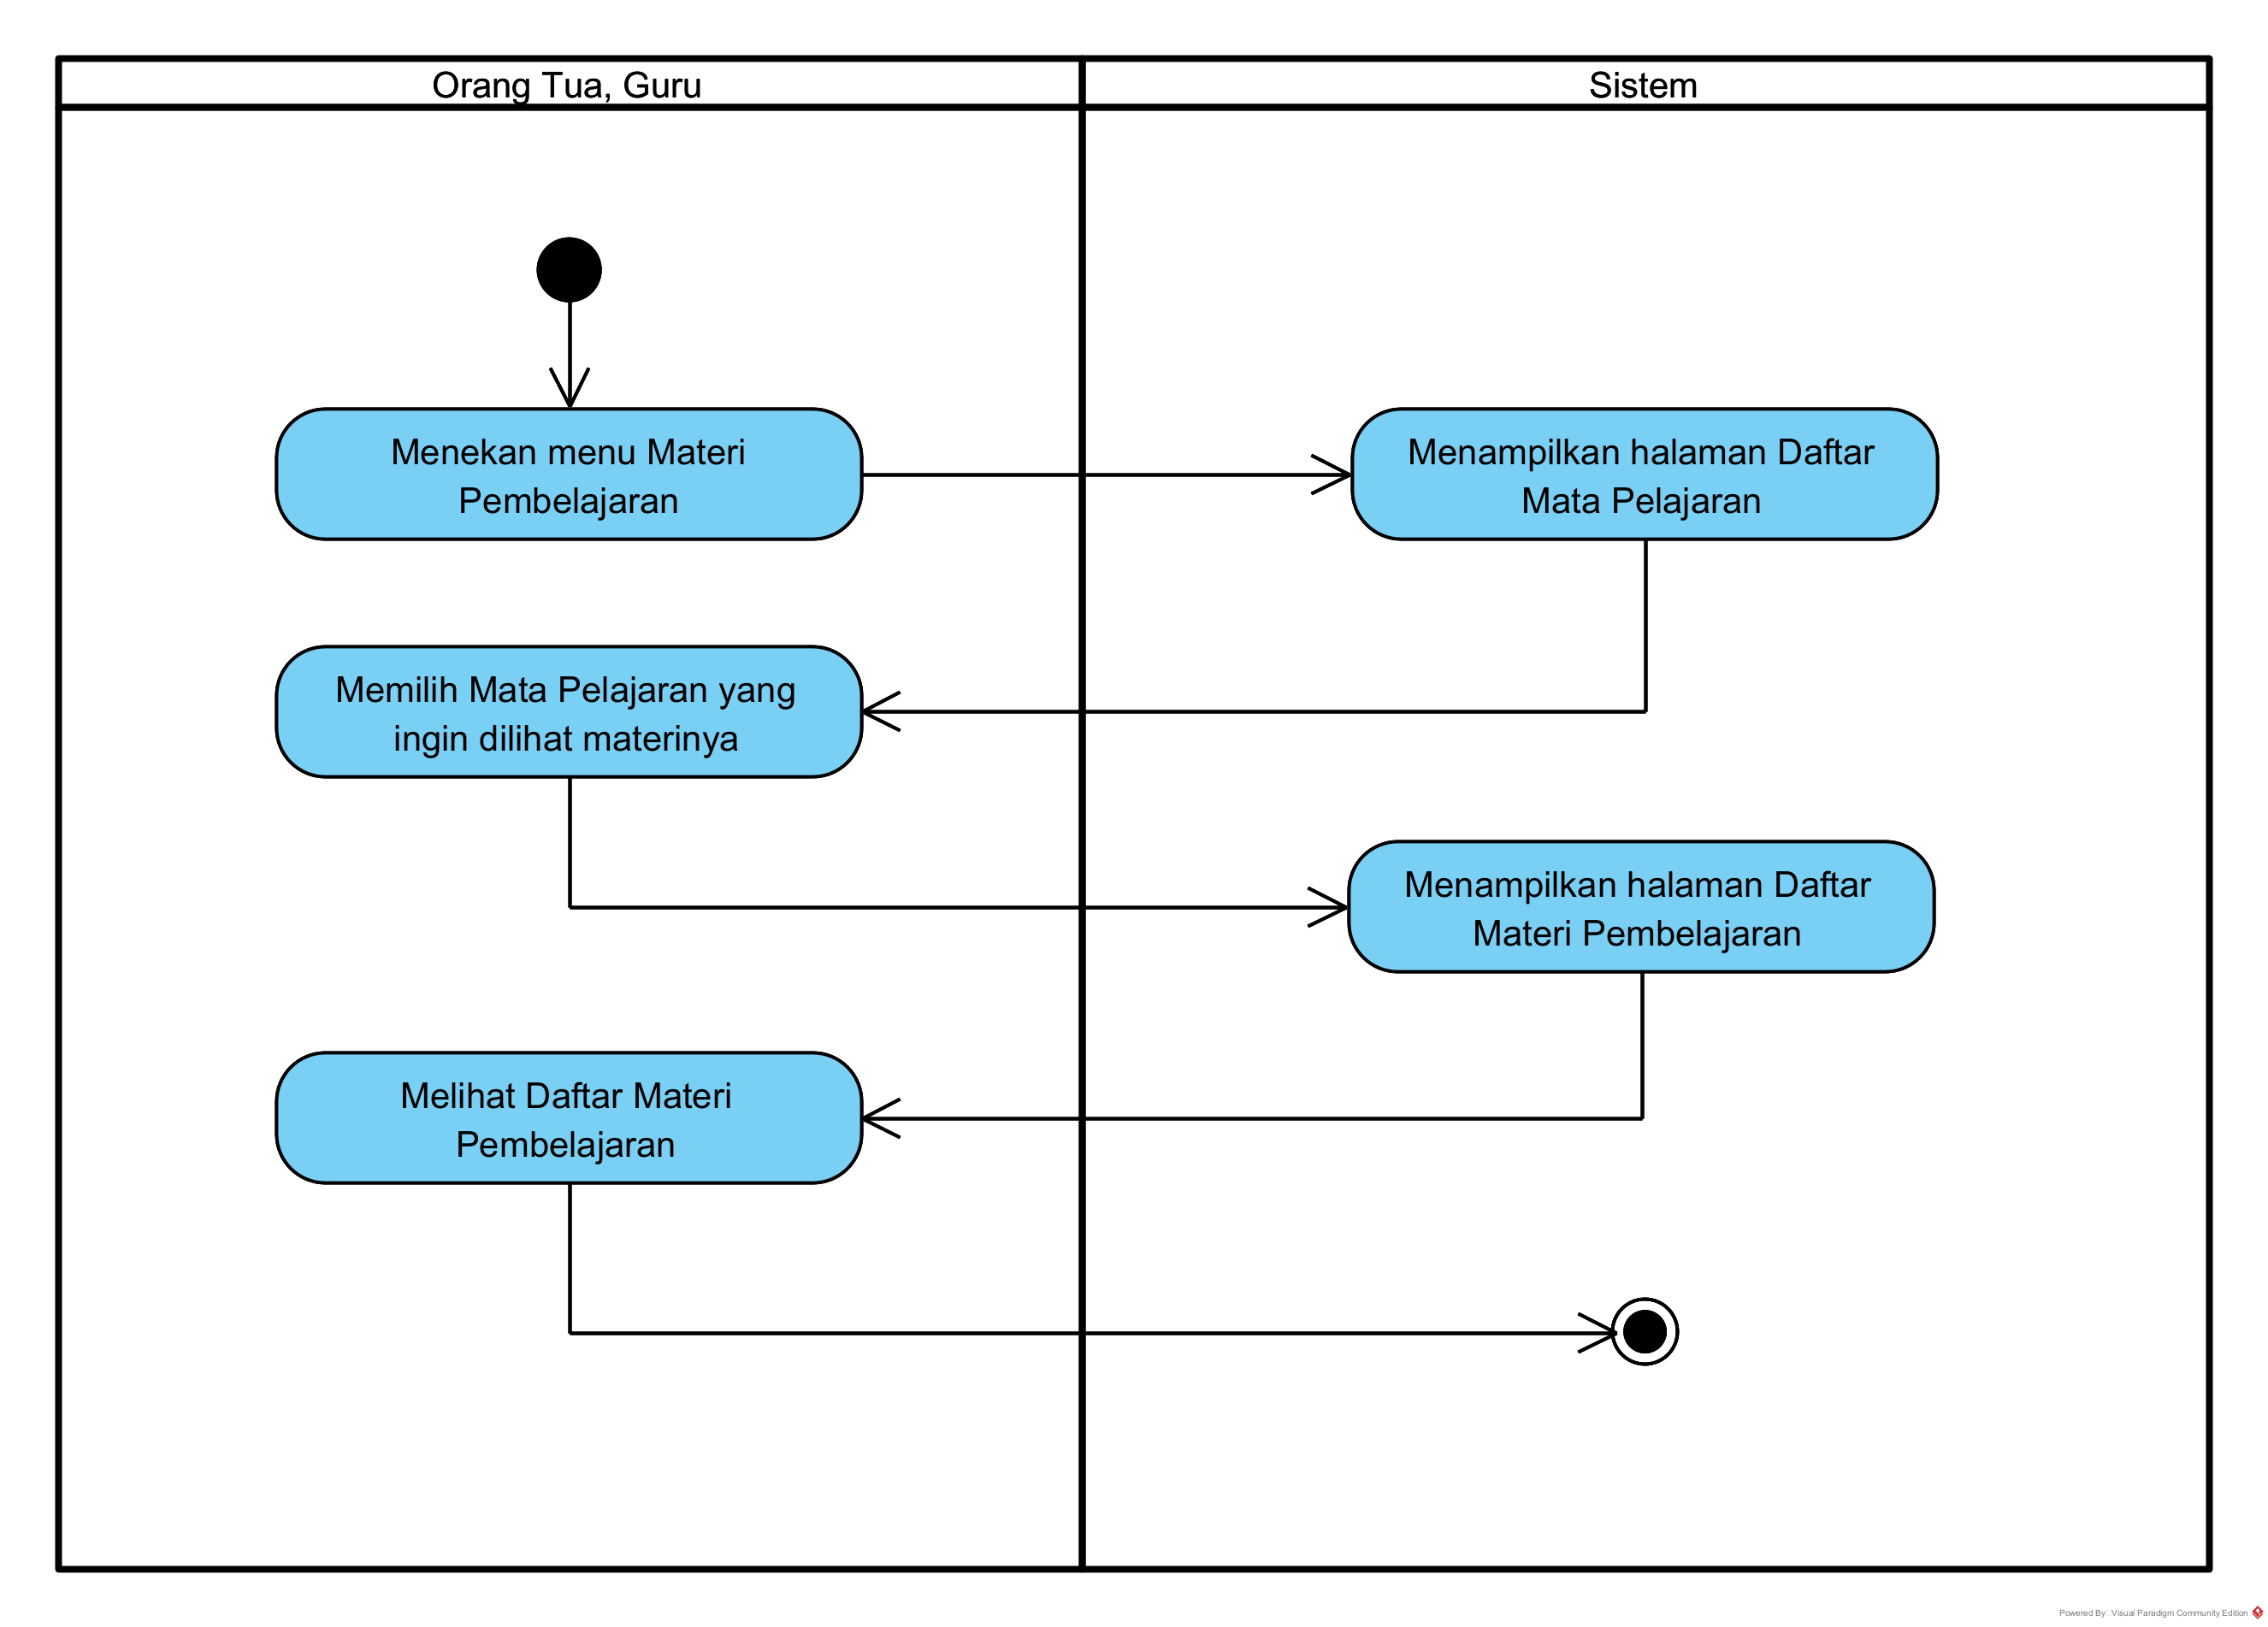 Orang Tua, Guru
Sistem
Menekan menu Materi
Pembelajaran
Menampilkan halaman Daftar
Mata Pelajaran
Memilih Mata Pelajaran yang
ingin dilihat materinya
Menampilkan halaman Daftar
Materi Pembelajaran
Melihat Daftar Materi
Pembelajaran
Powered By Visual Paradigm Community Edition